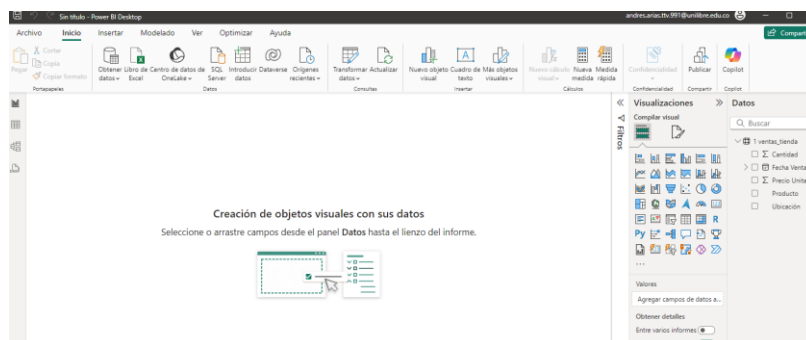 Sin título - Power BI Desktop
andres.arias.ttv.991@unilibre.edu.co
Archivo Inicio Insertar Modelado Ver Optimizar Ayuda
Compart
Pegar
Cortar
Copia
Copiar formato
Portapapeles
Obtener datos
Libro de Excel
Centro de datos de OneLake
SQL Server
Introducir datos
Dataverse
Orígenes recientes
Datos
Transformar datos
Actualizar
Consultas
Nuevo objeto visual
Cuadro de texto
Más objetos visuales
Insertar
Nuevo cálculo visual
Nueva medida
Medida rápida
Cálculos
Confidencialidad
Confidencialidad
Publicar
Compartir
Copilot
Copilot
Creación de objetos visuales con sus datos
Seleccione o arrastre campos desde el panel Datos hasta el lienzo del informe.
Filtros
Visualizaciones
Compilar visual
R
Py
...
Valores
Agregar campos de datos a...
Obtener detalles
Entre varios informes
Datos
Buscar
1 ventas_tienda
Cantidad
Fecha Venta
Precio Unita
Producto
Ubicación